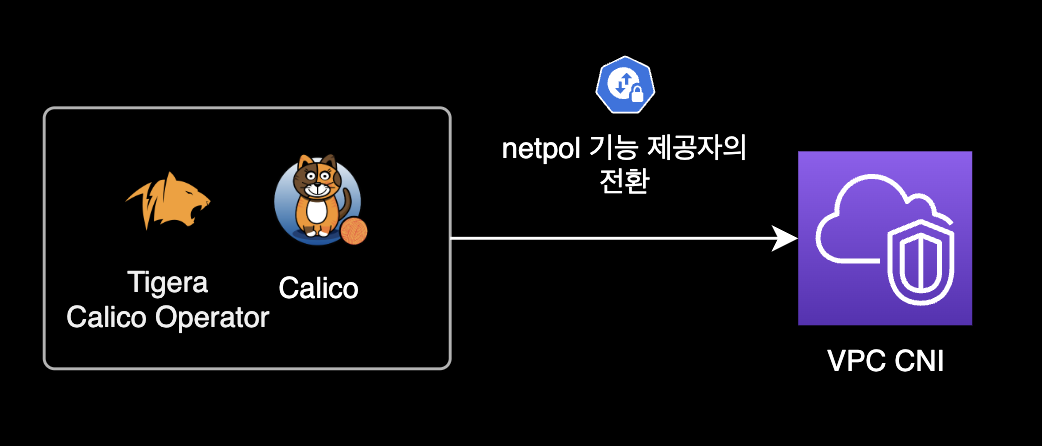 netpol 기능 제공자의
전환
Tigera
Calico Operator
Calico
VPC CNI